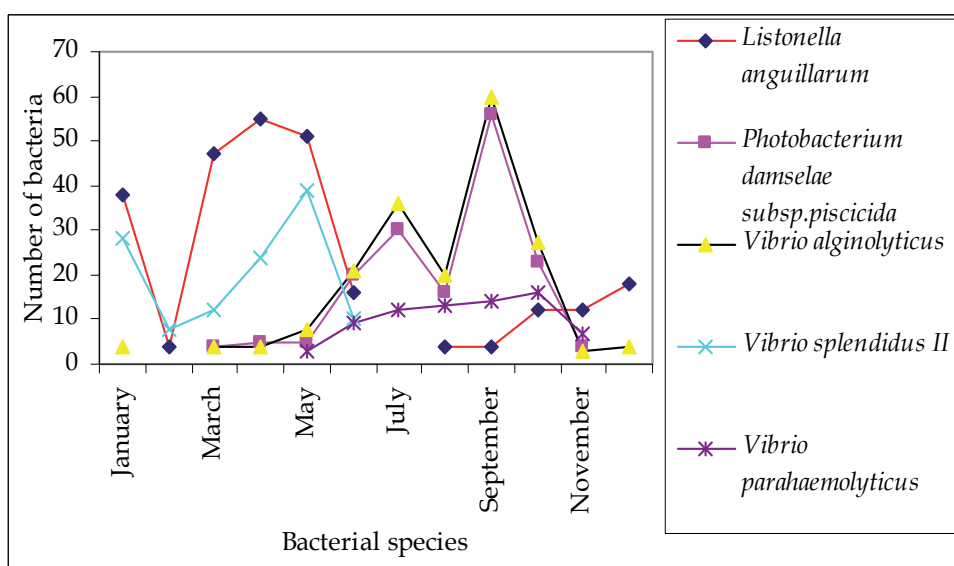 70
60
50
40
30
20
10
0
Number of bacteria
January
March
May
July
September
November
Bacterial species
Listonella
anguillarum
Photobacterium
damselae
subsp.piscicida
Vibrio alginolyticus
Vibrio splendidus II
Vibrio
parahaemolyticus